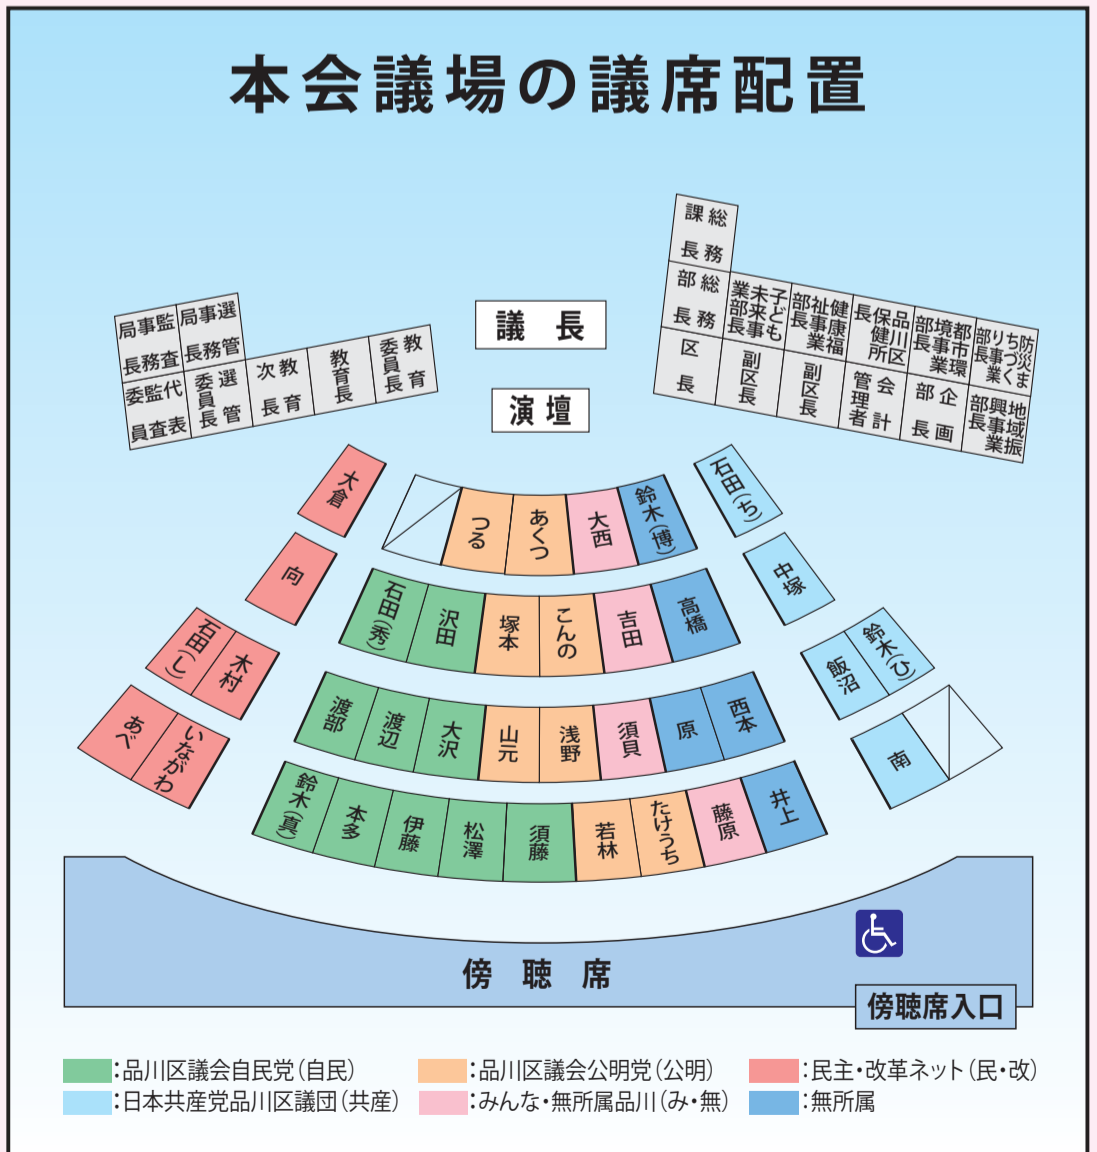 本会議場の議席配置
監査事務局長
選管事務局長
代表監査委員
選管委員長
教育次長
教育長
教育委員長
議長
演壇
総務課長
総務部長
子ども未来事業部長
健康福祉事業部長
品川区保健所長
都市環境事業部長
防災まちづくり事業部長
区長
副区長
副区長
会計管理者
企画部長
地域振興事業部長
大倉
向
石田(し)
木村
あべ
いながわ
つる
あくつ
大西
鈴木(博)
石田(秀)
沢田
塚本
こんの
吉田
高橋
渡部
渡辺
大沢
山元
浅野
須貝
原
西本
鈴木(真)
本多
伊藤
松澤
須藤
若林
たけうち
藤原
井上
石田(ち)
中塚
飯沼
鈴木(ひ)
南
傍聴席
傍聴席入口
:品川区議会自民党(自民)
:品川区議会公明党(公明)
:民主・改革ネット(民・改)
:日本共産党品川区議団(共産)
:みんな・無所属品川(み・無)
:無所属